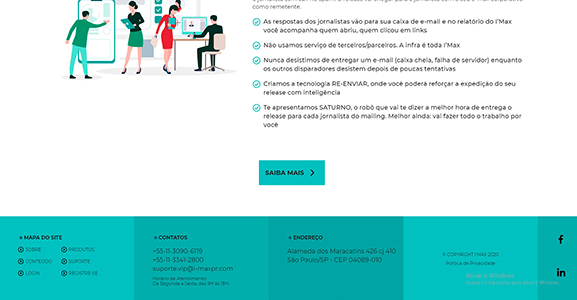 como remetente.
As respostas dos jornalistas vão para sua caixa de e-mail e no relatório do I'Max
você acompanha quem abriu, quem clicou em links
Não usamos serviço de terceiros/parceiros. A infra é toda I'Max
Nunca desistimos de entregar um e-mail (caixa cheia, falha de servidor) enquanto
os outros disparadores desistem depois de poucas tentativas
Criamos a tecnologia RE-ENVIAR, onde você poderá reforçar a expedição do seu
release com inteligência
Te apresentamos SATURNO, o robô que vai te dizer a melhor hora de entrega o
release para cada jornalista do mailing. Melhor ainda: vai fazer todo o trabalho por
você
SAIBA MAIS
MAPA DO SITE
SOBRE
PRODUTOS
CONTEÚDO
SUPORTE
LOGIN
REGISTRE-SE
CONTATOS
+55-11-3090-6119
+55-11-3341-2800
suporte.vip@i-maxpr.com
Horário de Atendimento:
De Segunda a Sexta, das 9H às 18H.
ENDEREÇO
Alameda dos Maracatins 426 cj 410
São Paulo/SP - CEP 04089-010
© COPYRIGHT I'MAX 2020
Política de Privacidade
Ativar o Windows